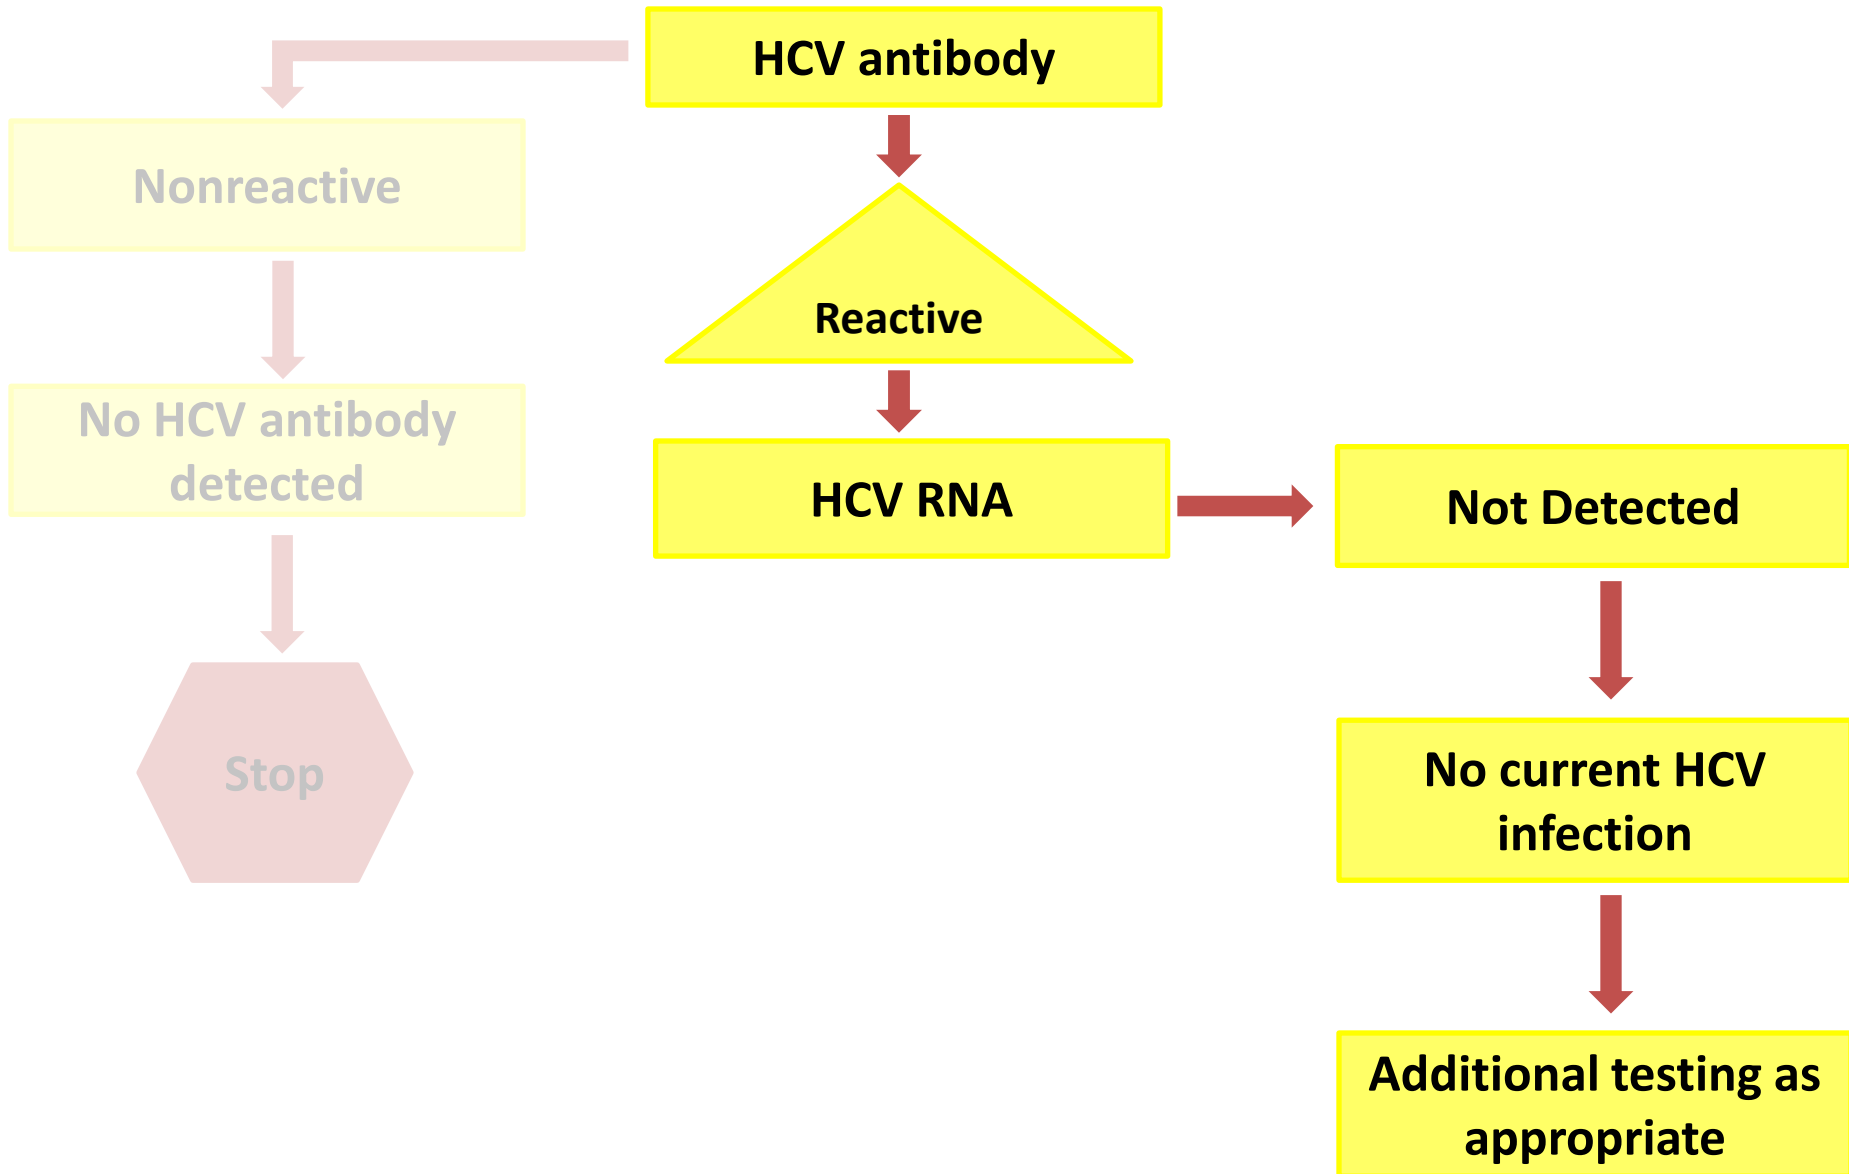 HCV antibody
Nonreactive
Reactive
No HCV antibody
detected
HCV RNA
Not Detected
Stop
No current HCV
infection
Additional testing as
appropriate